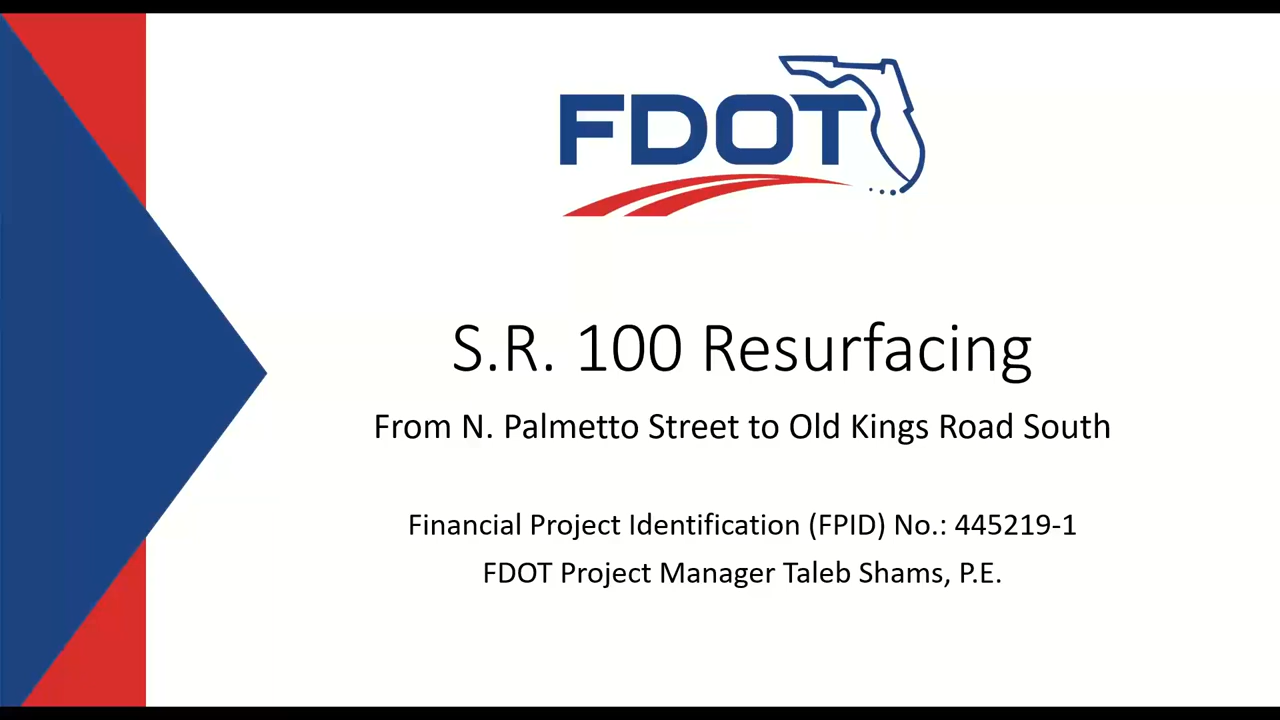 FDOT
S.R. 100 Resurfacing
From N. Palmetto Street to Old Kings Road South
Financial Project Identification (FPID) No.: 445219-1
FDOT Project Manager Taleb Shams, P.E.